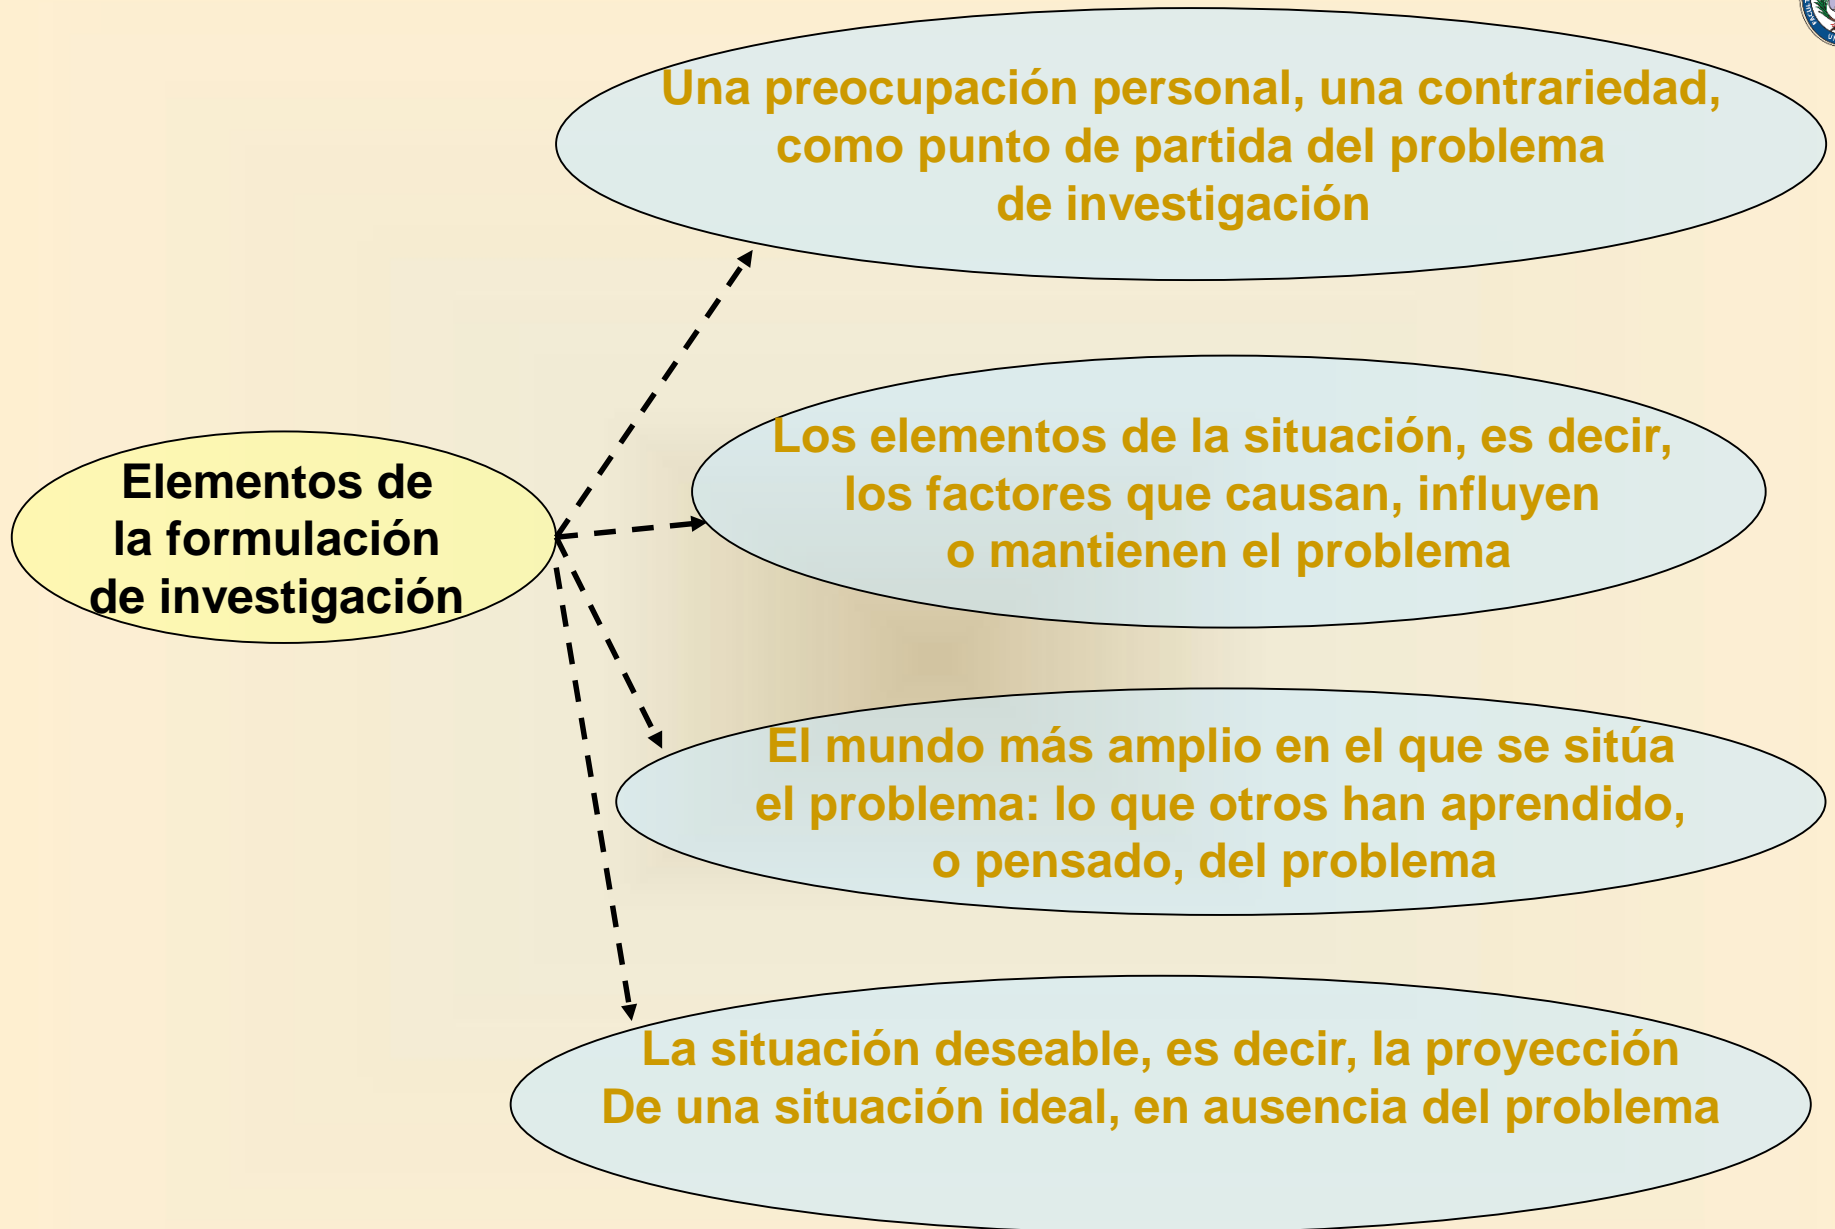 Una preocupación personal, una contrariedad,
como punto de partida del problema
de investigación
Los elementos de la situación, es decir,
los factores que causan, influyen
o mantienen el problema
Elementos de
la formulación
de investigación
El mundo más amplio en el que se sitúa
el problema: lo que otros han aprendido,
o pensado, del problema
La situación deseable, es decir, la proyección
De una situación ideal, en ausencia del problema